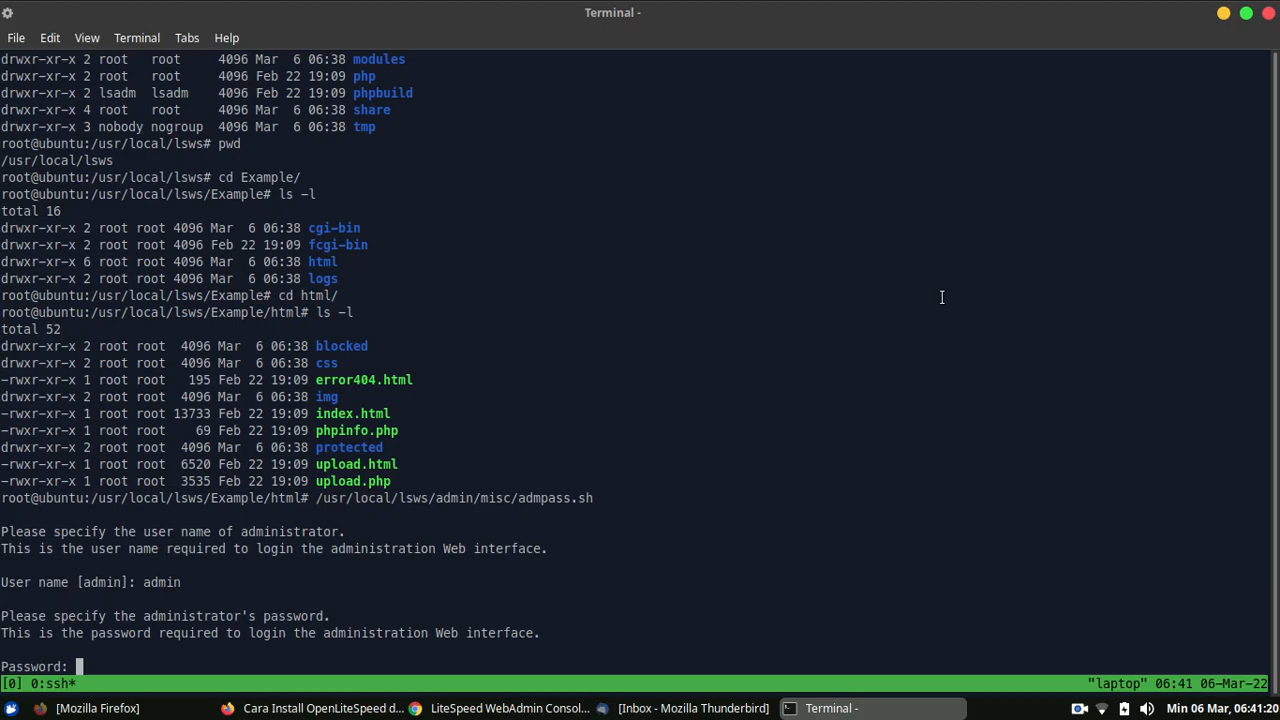 Terminal -
File Edit View Terminal Tabs Help
drwxr-xr-x 2 root   root     4096 Mar  6 06:38 modules
drwxr-xr-x 2 root   root     4096 Feb 22 19:09 php
drwxr-xr-x 2 lsadm  lsadm    4096 Feb 22 19:09 phpbuild
drwxr-xr-x 4 root   root     4096 Mar  6 06:38 share
drwxr-xr-x 3 nobody nogroup  4096 Mar  6 06:38 tmp
root@ubuntu:/usr/local/lsws# pwd
/usr/local/lsws
root@ubuntu:/usr/local/lsws# cd Example/
root@ubuntu:/usr/local/lsws/Example# ls -l
total 16
drwxr-xr-x 2 root root 4096 Mar  6 06:38 cgi-bin
drwxr-xr-x 2 root root 4096 Feb 22 19:09 fcgi-bin
drwxr-xr-x 6 root root 4096 Mar  6 06:38 html
drwxr-xr-x 2 root root 4096 Mar  6 06:38 logs
root@ubuntu:/usr/local/lsws/Example# cd html/
root@ubuntu:/usr/local/lsws/Example/html# ls -l
total 52
drwxr-xr-x 2 root root  4096 Mar  6 06:38 blocked
drwxr-xr-x 2 root root  4096 Mar  6 06:38 css
-rwxr-xr-x 1 root root   195 Feb 22 19:09 error404.html
drwxr-xr-x 2 root root  4096 Mar  6 06:38 img
-rwxr-xr-x 1 root root 13733 Feb 22 19:09 index.html
-rwxr-xr-x 1 root root    69 Feb 22 19:09 phpinfo.php
drwxr-xr-x 2 root root  4096 Mar  6 06:38 protected
-rwxr-xr-x 1 root root  6520 Feb 22 19:09 upload.html
-rwxr-xr-x 1 root root  3535 Feb 22 19:09 upload.php
root@ubuntu:/usr/local/lsws/Example/html# /usr/local/lsws/admin/misc/admpass.sh
Please specify the user name of administrator.
This is the user name required to login the administration Web interface.
User name [admin]: admin
Please specify the administrator's password.
This is the password required to login the administration Web interface.
Password:
[0] 0:ssh* "laptop" 06:41 06-Mar-22
[Mozilla Firefox] Cara Install OpenLiteSpeed d... LiteSpeed WebAdmin Consol... [Inbox - Mozilla Thunderbird] Terminal - Min 06 Mar, 06:41:20